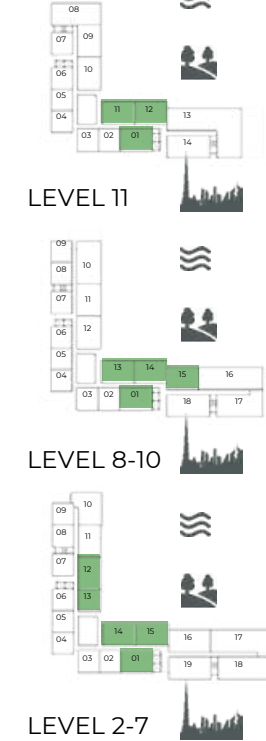 08
07 09
06 10
05
04 11 12 13
03 02 01 14
LEVEL 11
09
08 10
07 11
06 12
05
04 13 14 15 16
03 02 01 18 17
LEVEL 8-10
09 10
08 11
07 12
06 13
05
04 14 15 16 17
03 02 01 19 18
LEVEL 2-7